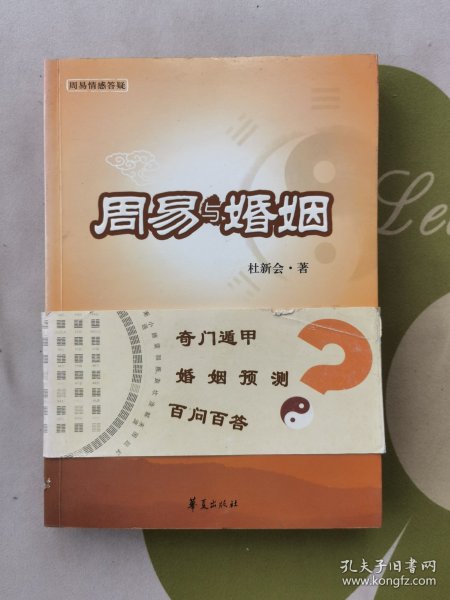 周易情感答疑
周易与婚姻
杜新会·著
奇门遁甲
婚姻预测
百问百答
?
华夏出版社
Le
孔夫子旧书网
www.kongfz.com